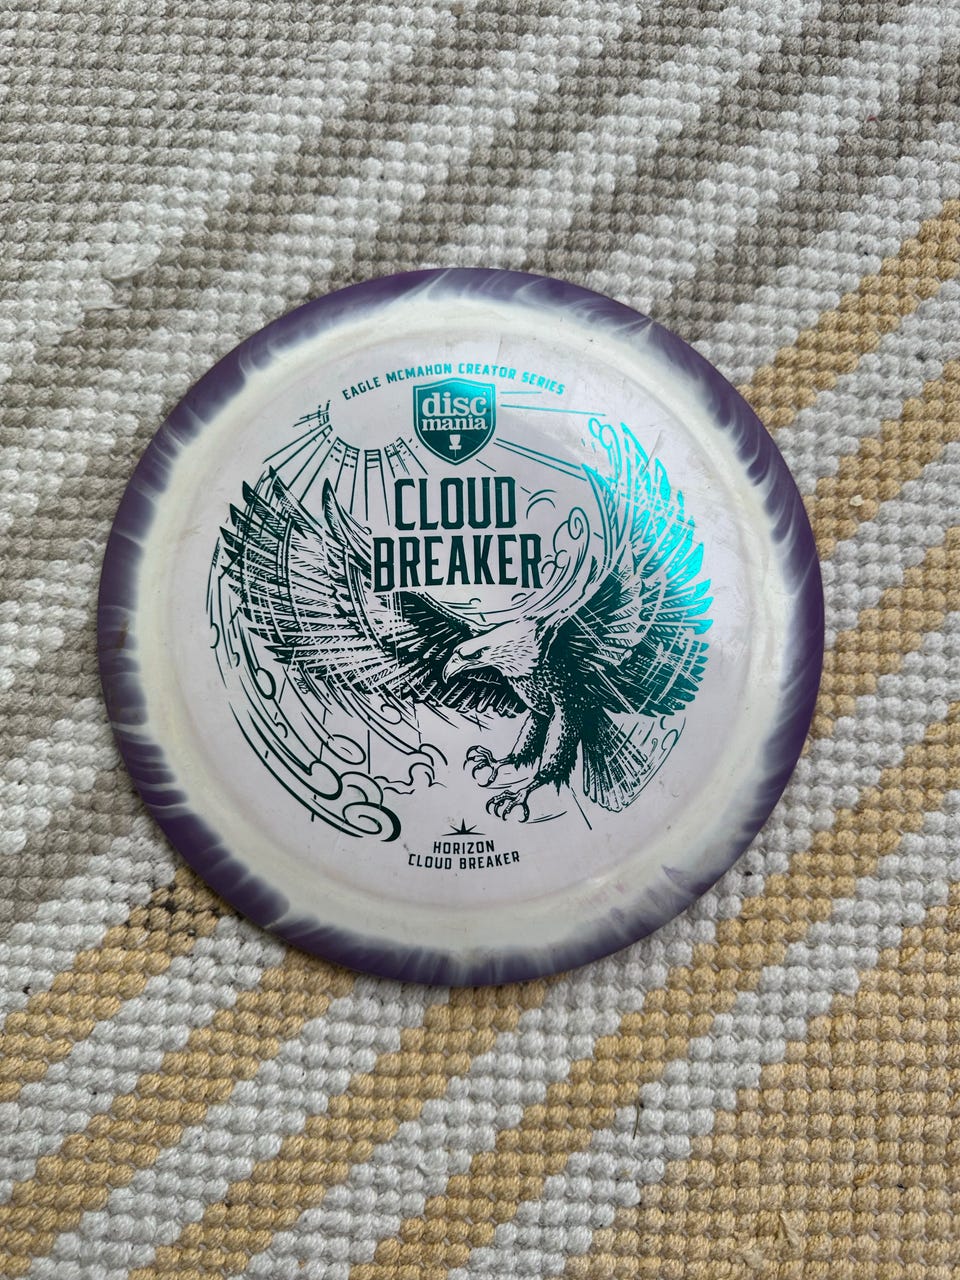 EAGLE MCMAHON CREATOR SERIES
disc
mania
CLOUD
BREAKER
HORIZON
CLOUD BREAKER